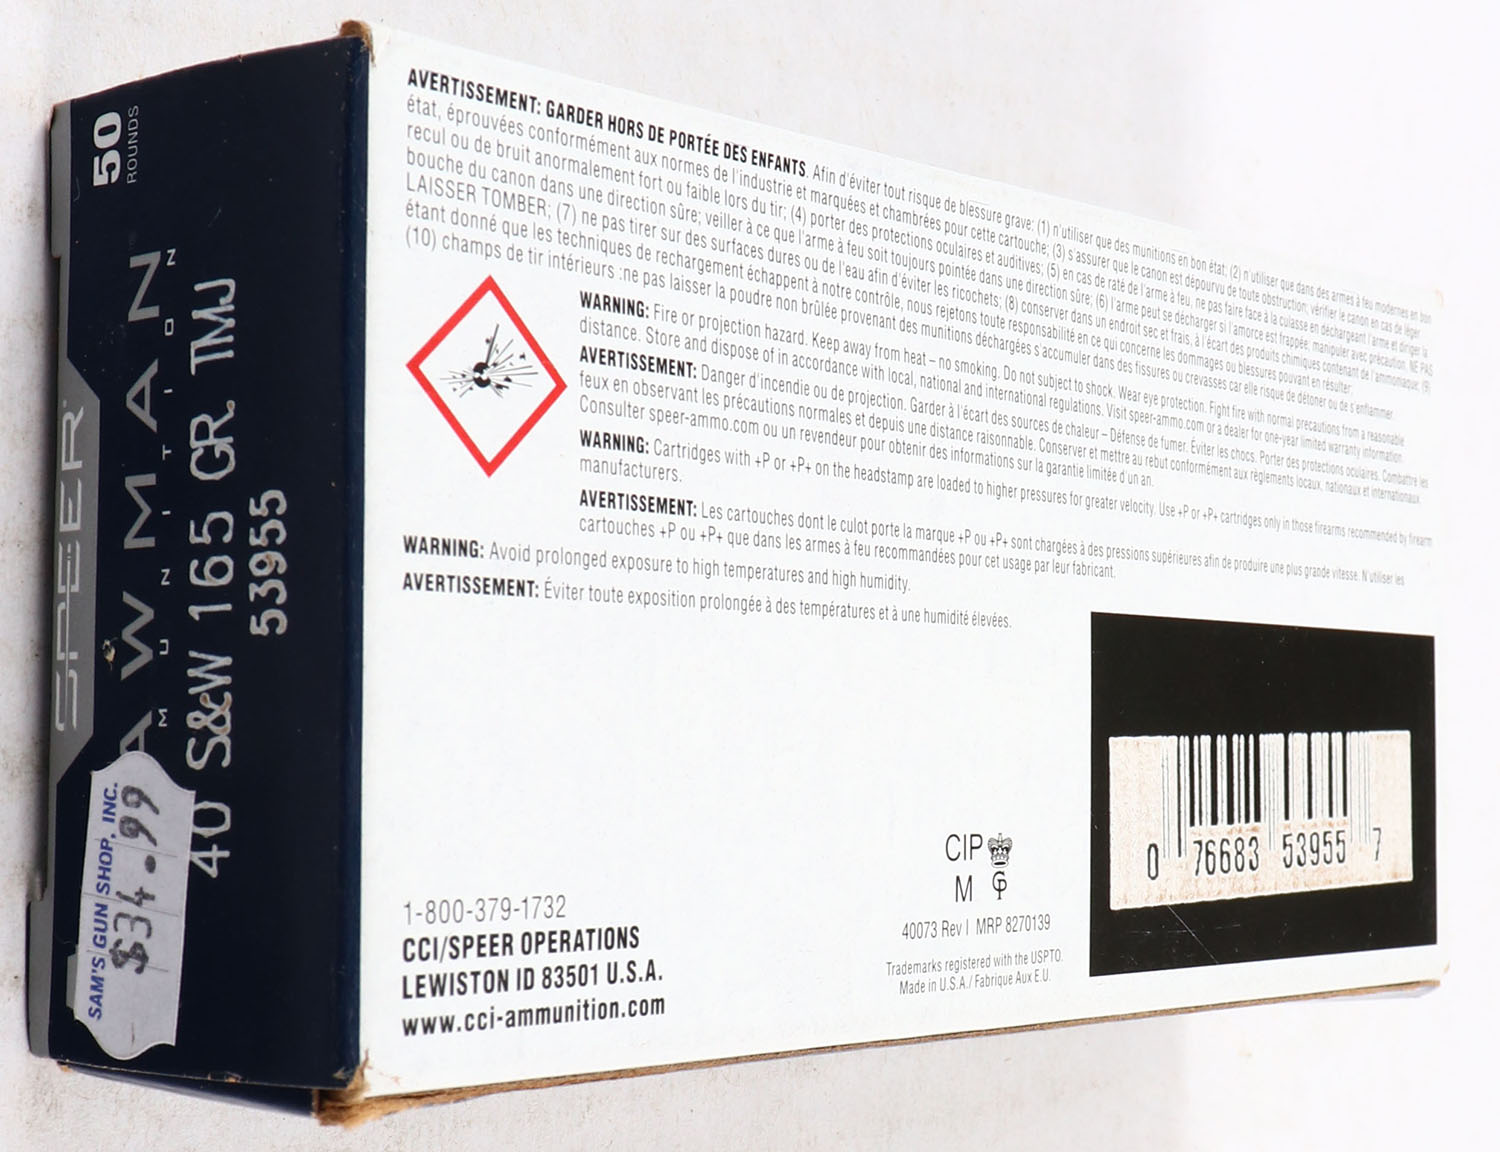 50
ROUNDS
SPEER
AWMAN
MUNITION
40 S&W 165 GR. TMJ
53955
SAM'S GUN SHOP, INC.
$34.99
AVERTISSEMENT: GARDER HORS DE PORTÉE DES ENFANTS. Afin d'éviter tout risque de blessure grave: (1) n'utiliser que des munitions en bon état; (2) n'utiliser que dans des armes à feu modernes en bon
état, éprouvées conformément aux normes de l'industrie et marquées et chambrées pour cette cartouche; (3) s'assurer que le canon est dépourvu de toute obstruction; vérifier le canon en cas de léger
recul ou de bruit anormalement fort ou faible lors du tir; (4) porter des protections oculaires et auditives; (5) en cas de raté de l'arme à feu, ne pas faire face à la culasse en déchargeant l'arme et diriger la
bouche du canon dans une direction sûre; veiller à ce que l'arme à feu soit toujours pointée dans une direction sûre; (6) l'arme peut se décharger si l'amorce est frappée; manipuler avec précaution, NE PAS
LAISSER TOMBER; (7) ne pas tirer sur des surfaces dures ou de l'eau afin d'éviter les ricochets; (8) conserver dans un endroit sec et frais, à l'écart des produits chimiques contenant de l'ammoniaque; (9)
étant donné que les techniques de rechargement échappent à notre contrôle, nous rejetons toute responsabilité en ce qui concerne les dommages ou blessures pouvant en résulter;
(10) champs de tir intérieurs :ne pas laisser la poudre non brûlée provenant des munitions déchargées s'accumuler dans des fissures ou crevasses car elle risque de détoner ou de s'enflammer.
WARNING: Fire or projection hazard. Keep away from heat – no smoking. Do not subject to shock. Wear eye protection. Fight fire with normal precautions from a reasonable
distance. Store and dispose of in accordance with local, national and international regulations. Visit speer-ammo.com or a dealer for one-year limited warranty information.
AVERTISSEMENT: Danger d'incendie ou de projection. Garder à l'écart des sources de chaleur – Défense de fumer. Éviter les chocs. Porter des protections oculaires. Combattre les
feux en observant les précautions normales et depuis une distance raisonnable. Conserver et mettre au rebut conformément aux règlements locaux, nationaux et internationaux.
Consulter speer-ammo.com ou un revendeur pour obtenir des informations sur la garantie limitée d'un an.
WARNING: Cartridges with +P or +P+ on the headstamp are loaded to higher pressures for greater velocity. Use +P or +P+ cartridges only in those firearms recommended by firearm
manufacturers.
AVERTISSEMENT: Les cartouches dont le culot porte la marque +P ou +P+ sont chargées à des pressions supérieures afin de produire une plus grande vitesse. N'utiliser les
cartouches +P ou +P+ que dans les armes à feu recommandées pour cet usage par leur fabricant.
WARNING: Avoid prolonged exposure to high temperatures and high humidity.
AVERTISSEMENT: Éviter toute exposition prolongée à des températures et à une humidité élevées.
1-800-379-1732
CCI/SPEER OPERATIONS
LEWISTON ID 83501 U.S.A.
www.cci-ammunition.com
CIP
M
40073 Rev I MRP 8270139
Trademarks registered with the USPTO.
Made in U.S.A./ Fabrique Aux E.U.
0 76683 53955 7